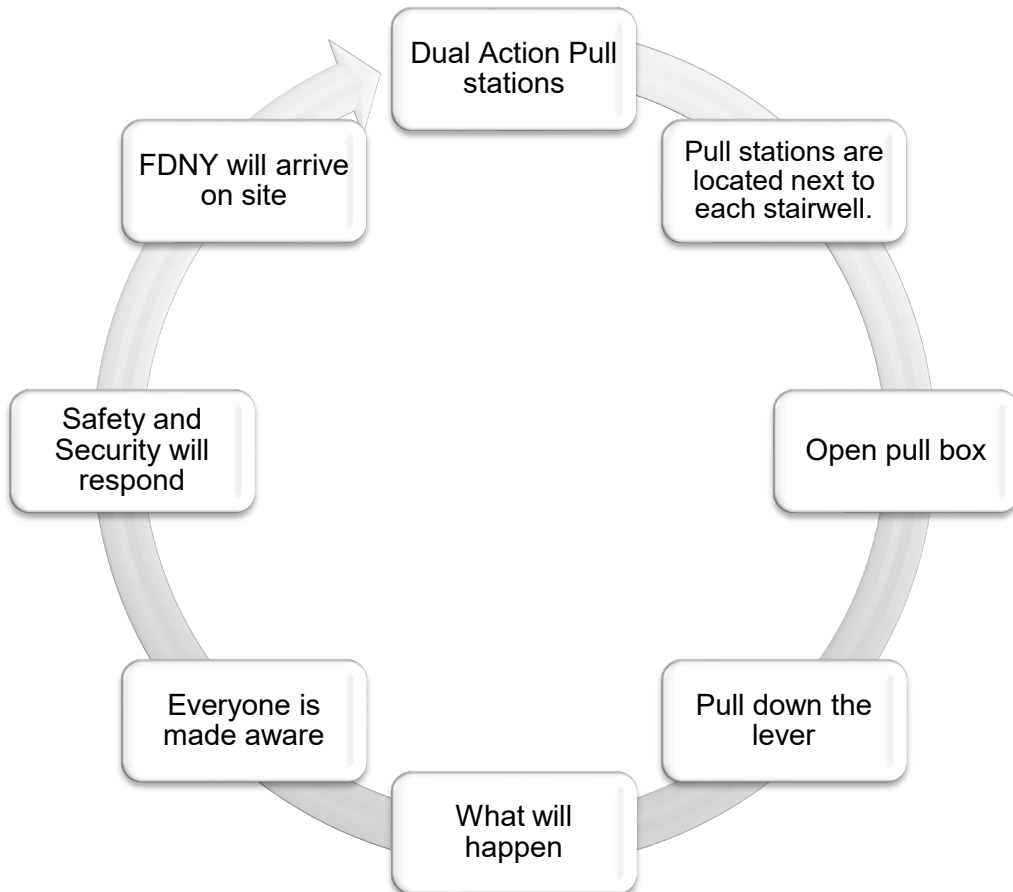 Dual Action Pull
stations
Pull stations are
located next to
each stairwell.
Open pull box
Pull down the
lever
What will
happen
Everyone is
made aware
Safety and
Security will
respond
FDNY will arrive
on site